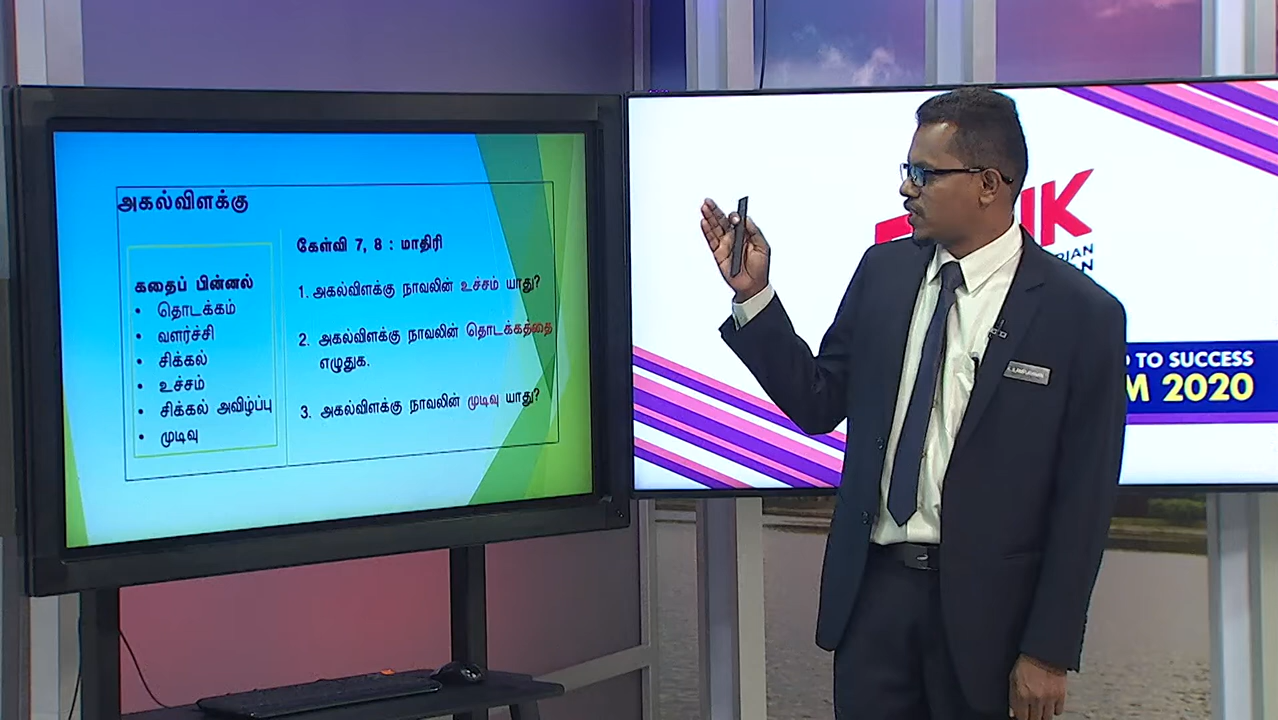 அகல்விளக்கு
கதைப் பின்னல்
• தொடக்கம்
• வளர்ச்சி
• சிக்கல்
• உச்சம்
• சிக்கல் அவிழ்ப்பு
• முடிவு
கேள்வி 7, 8 : மாதிரி
1. அகல்விளக்கு நாவலின் உச்சம் யாது?
2. அகல்விளக்கு நாவலின் தொடக்கத்தை
எழுதுக.
3. அகல்விளக்கு நாவலின் முடிவு யாது?
TO SUCCESS
M 2020